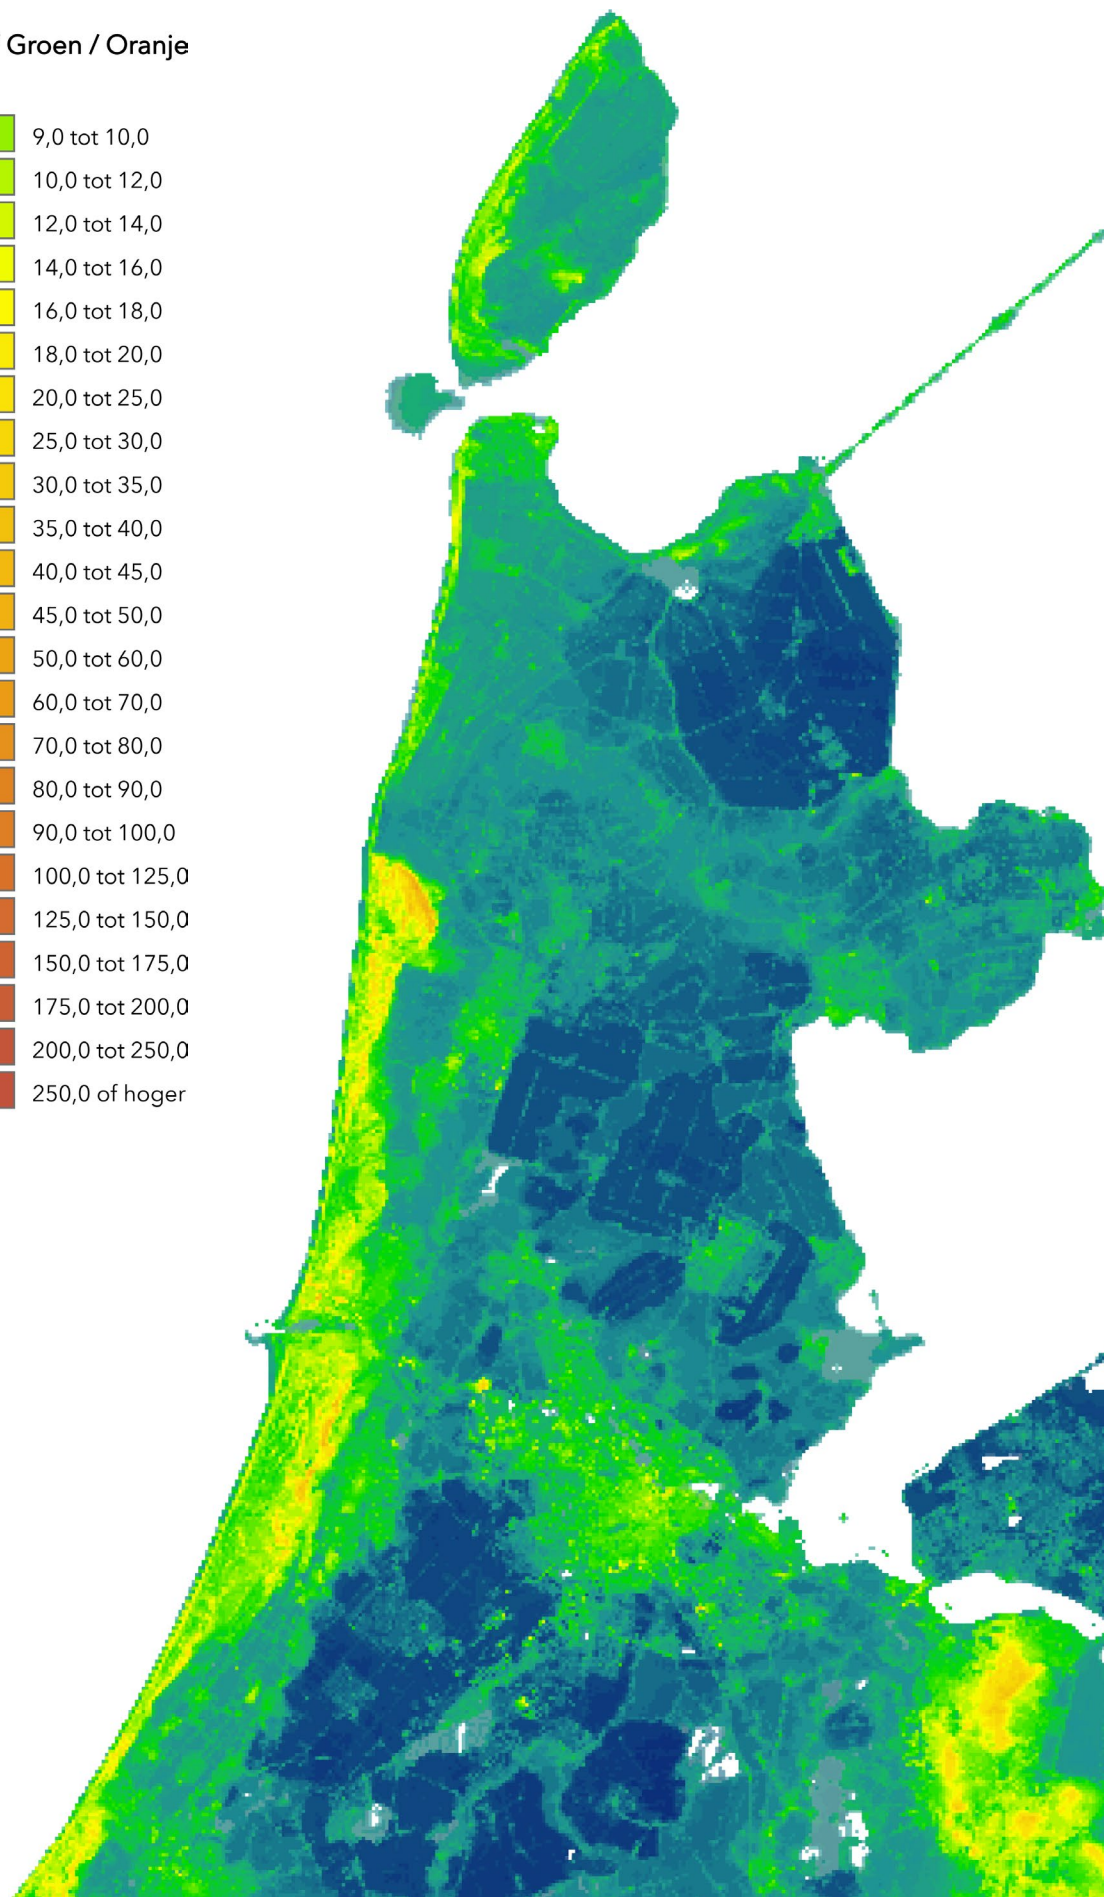 Groen / Oranje
9,0 tot 10,0
10,0 tot 12,0
12,0 tot 14,0
14,0 tot 16,0
16,0 tot 18,0
18,0 tot 20,0
20,0 tot 25,0
25,0 tot 30,0
30,0 tot 35,0
35,0 tot 40,0
40,0 tot 45,0
45,0 tot 50,0
50,0 tot 60,0
60,0 tot 70,0
70,0 tot 80,0
80,0 tot 90,0
90,0 tot 100,0
100,0 tot 125,0
125,0 tot 150,0
150,0 tot 175,0
175,0 tot 200,0
200,0 tot 250,0
250,0 of hoger